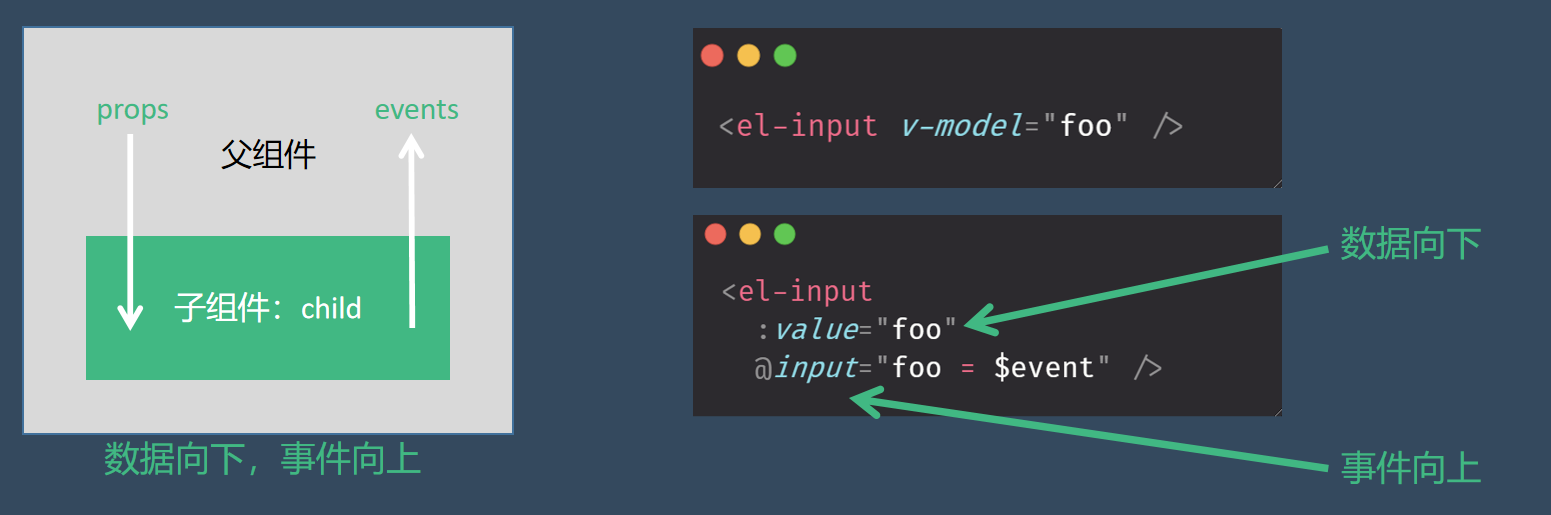 props
events
父组件
子组件：child
数据向下，事件向上
<el-input v-model="foo" />
<el-input
:value="foo"
@input="foo = $event" />
数据向下
事件向上